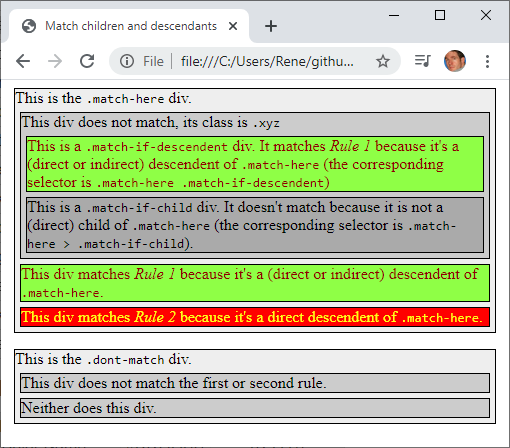 Match children and descendants
File file:///C:/Users/Rene/githu...
This is the .match-here div.
This div does not match, its class is .xyz
This is a .match-if-descendent div. It matches Rule 1 because it's a
(direct or indirect) descendent of .match-here (the corresponding
selector is .match-here .match-if-descendent)
This is a .match-if-child div. It doesn't match because it is not a
(direct) child of .match-here (the corresponding selector is .match-
here > .match-if-child).
This div matches Rule 1 because it's a (direct or indirect) descendent of
.match-here.
This div matches Rule 2 because it's a direct descendent of .match-here.
This is the .dont-match div.
This div does not match the first or second rule.
Neither does this div.